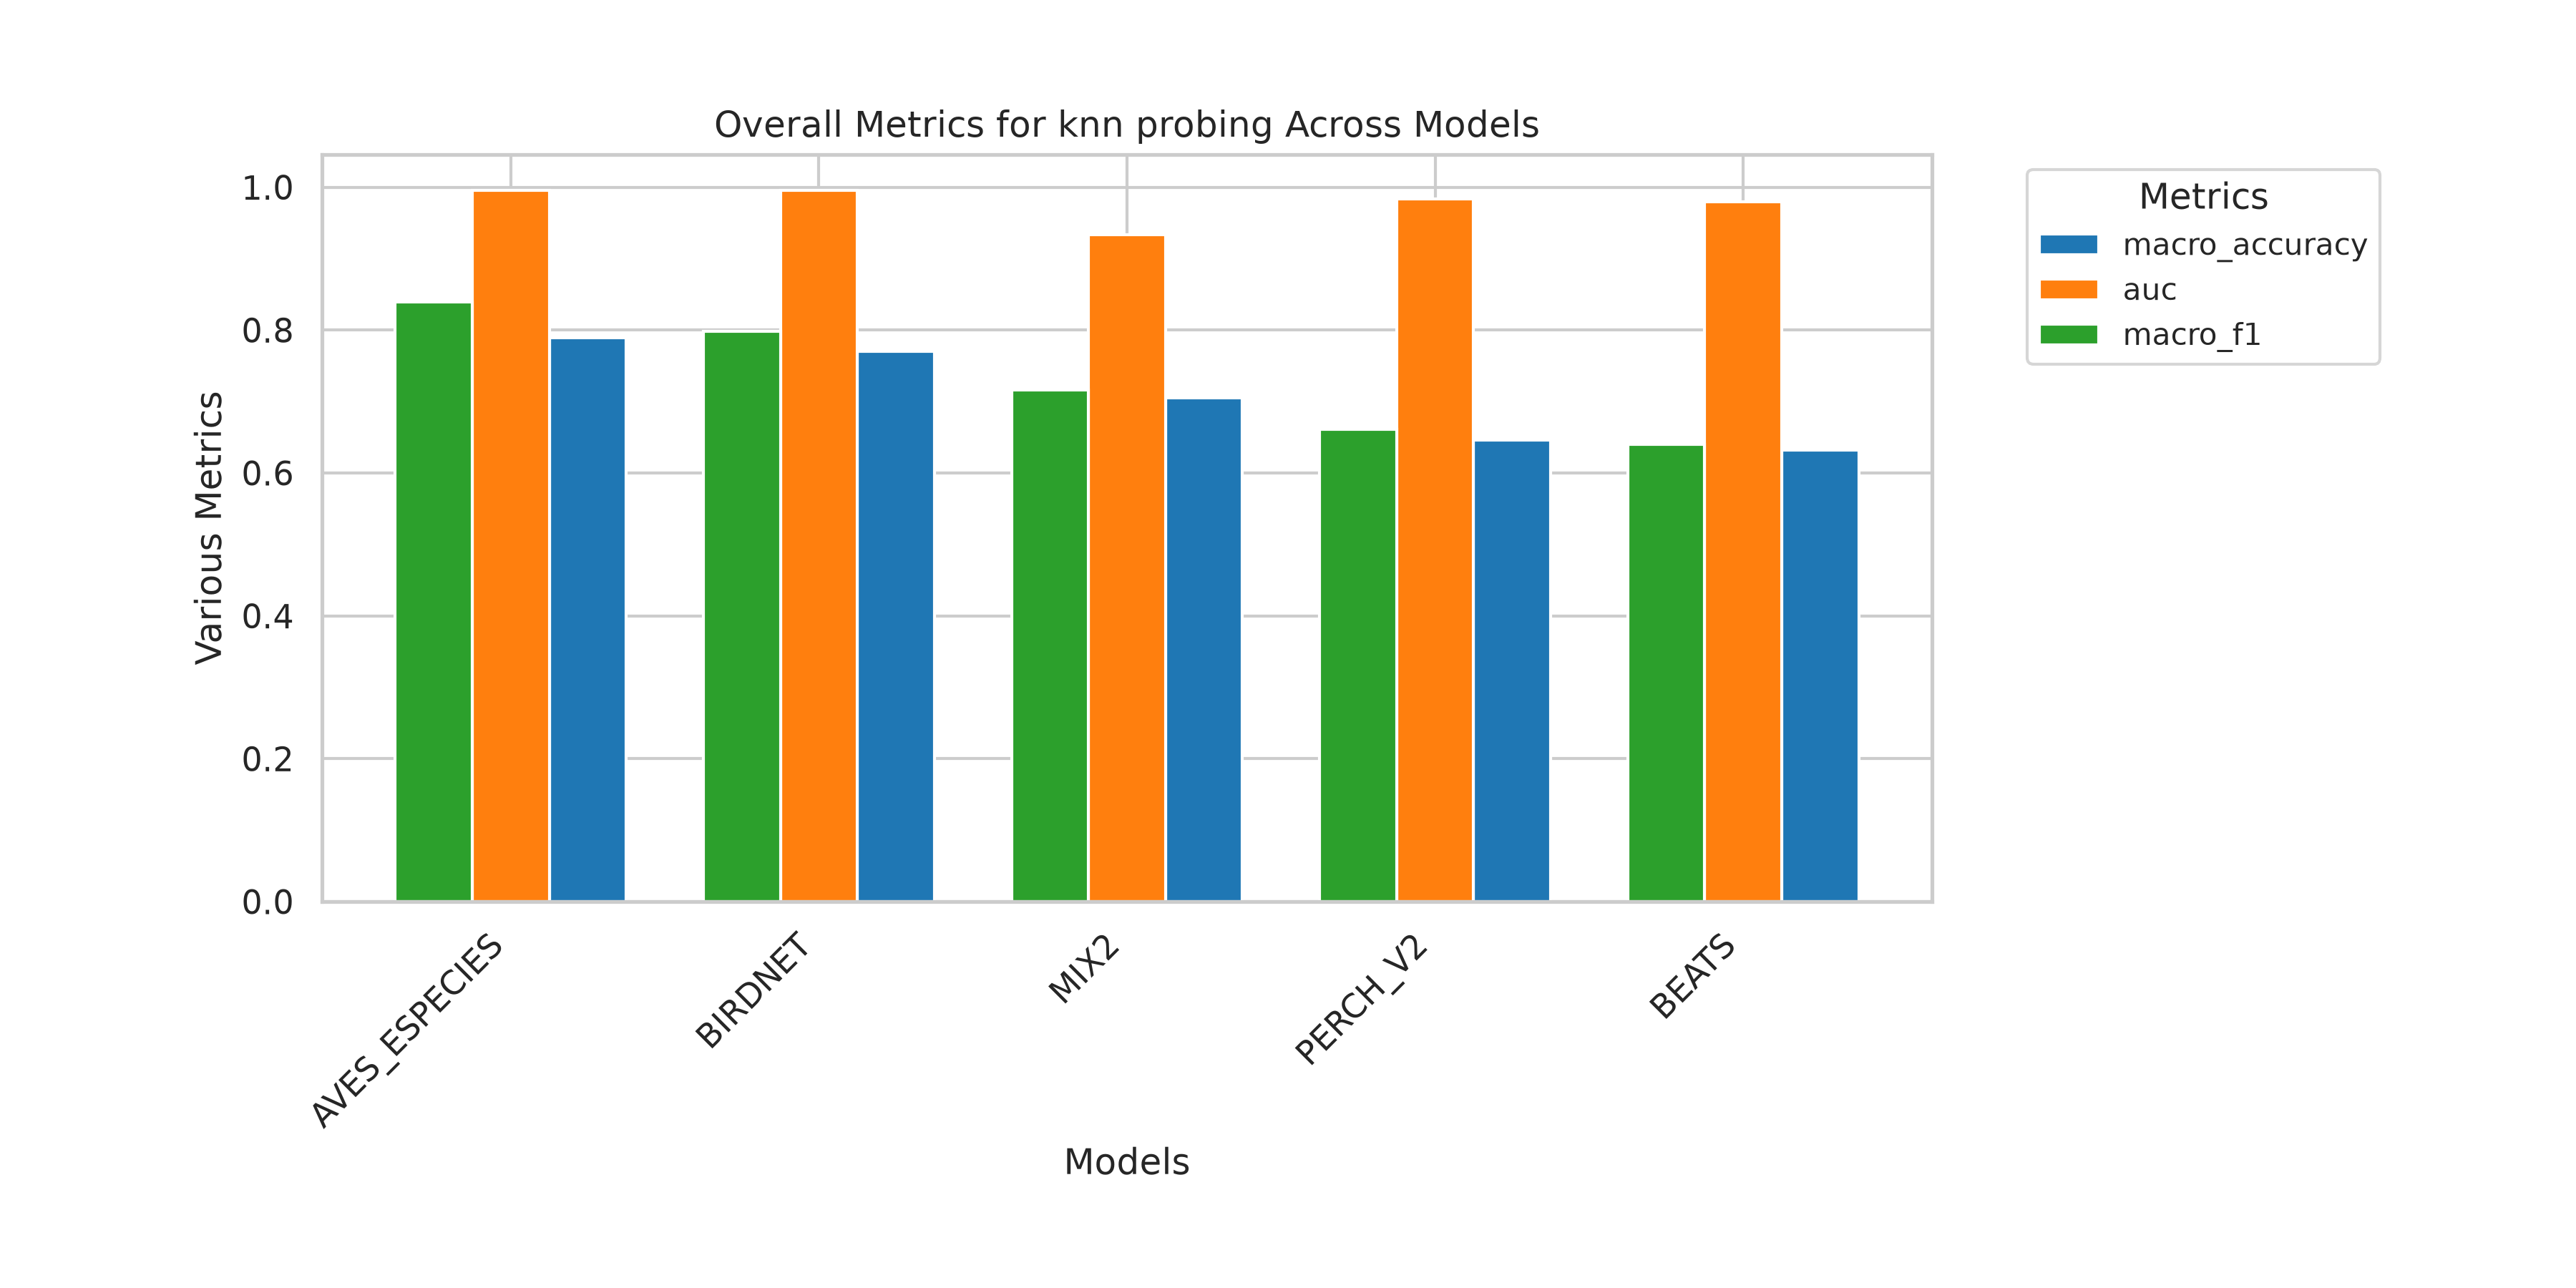 Overall Metrics for knn probing Across Models
Various Metrics
1.0
0.8
0.6
0.4
0.2
0.0
AVES_ESPECIES
BIRDNET
MIX2
PERCH_V2
BEATS
Models
Metrics
macro_accuracy
auc
macro_f1